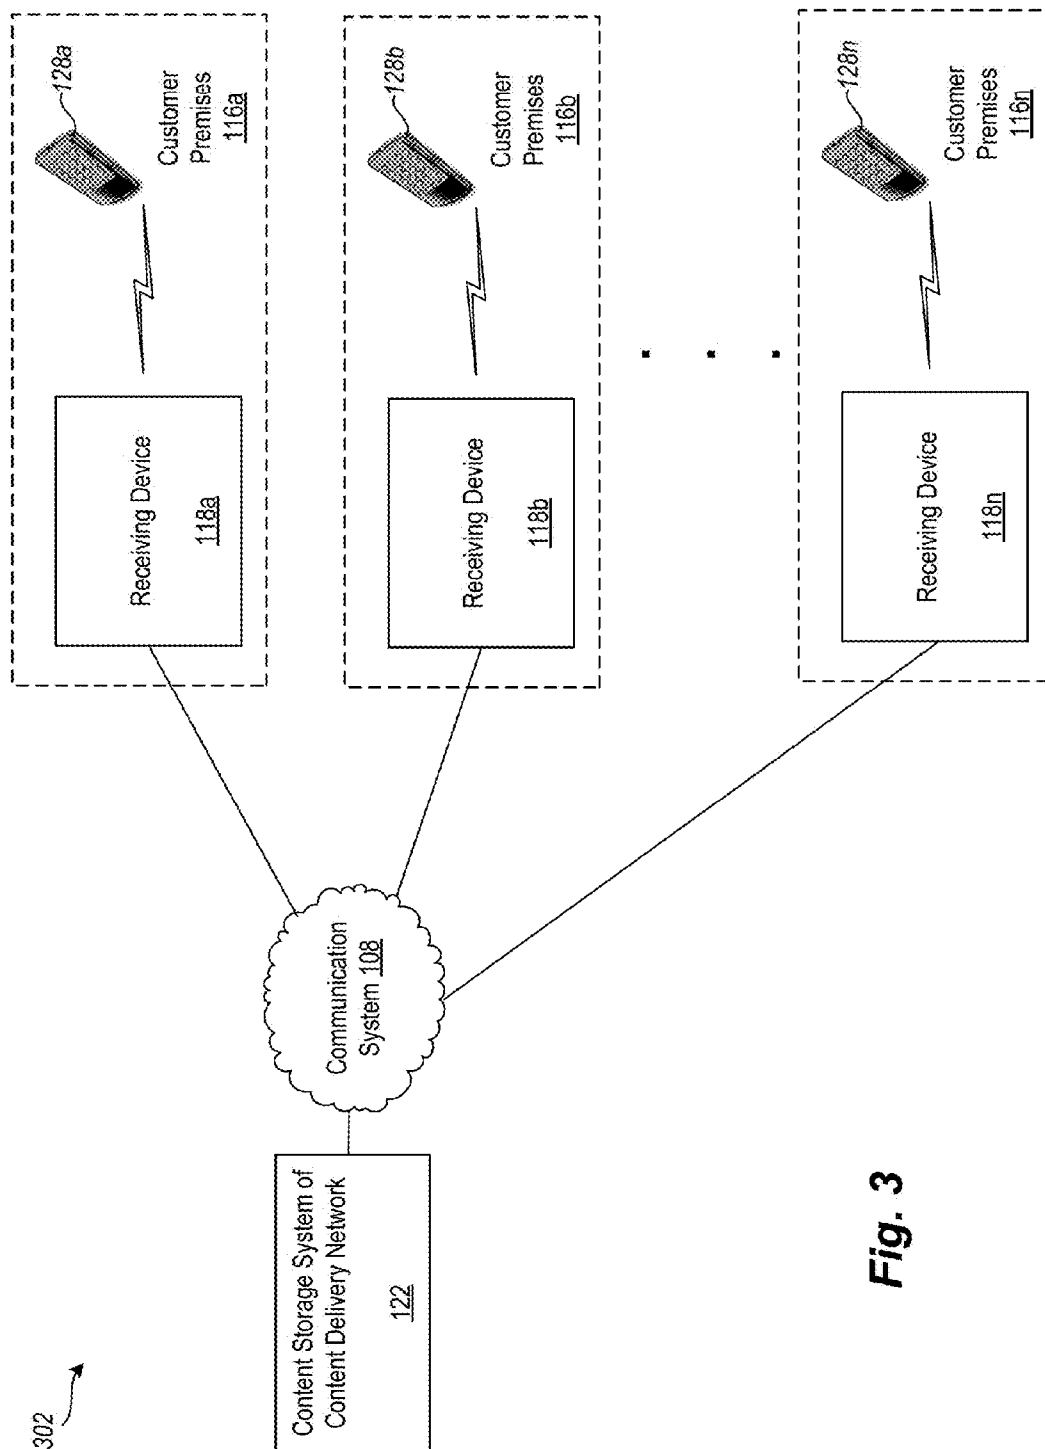 302
Content Storage System of
Content Delivery Network
122
Communication
System 108
Receiving Device
118a
128a
Customer
Premises
116a
Receiving Device
118b
128b
Customer
Premises
116b
. . .
Receiving Device
118n
128n
Customer
Premises
116n
Fig. 3